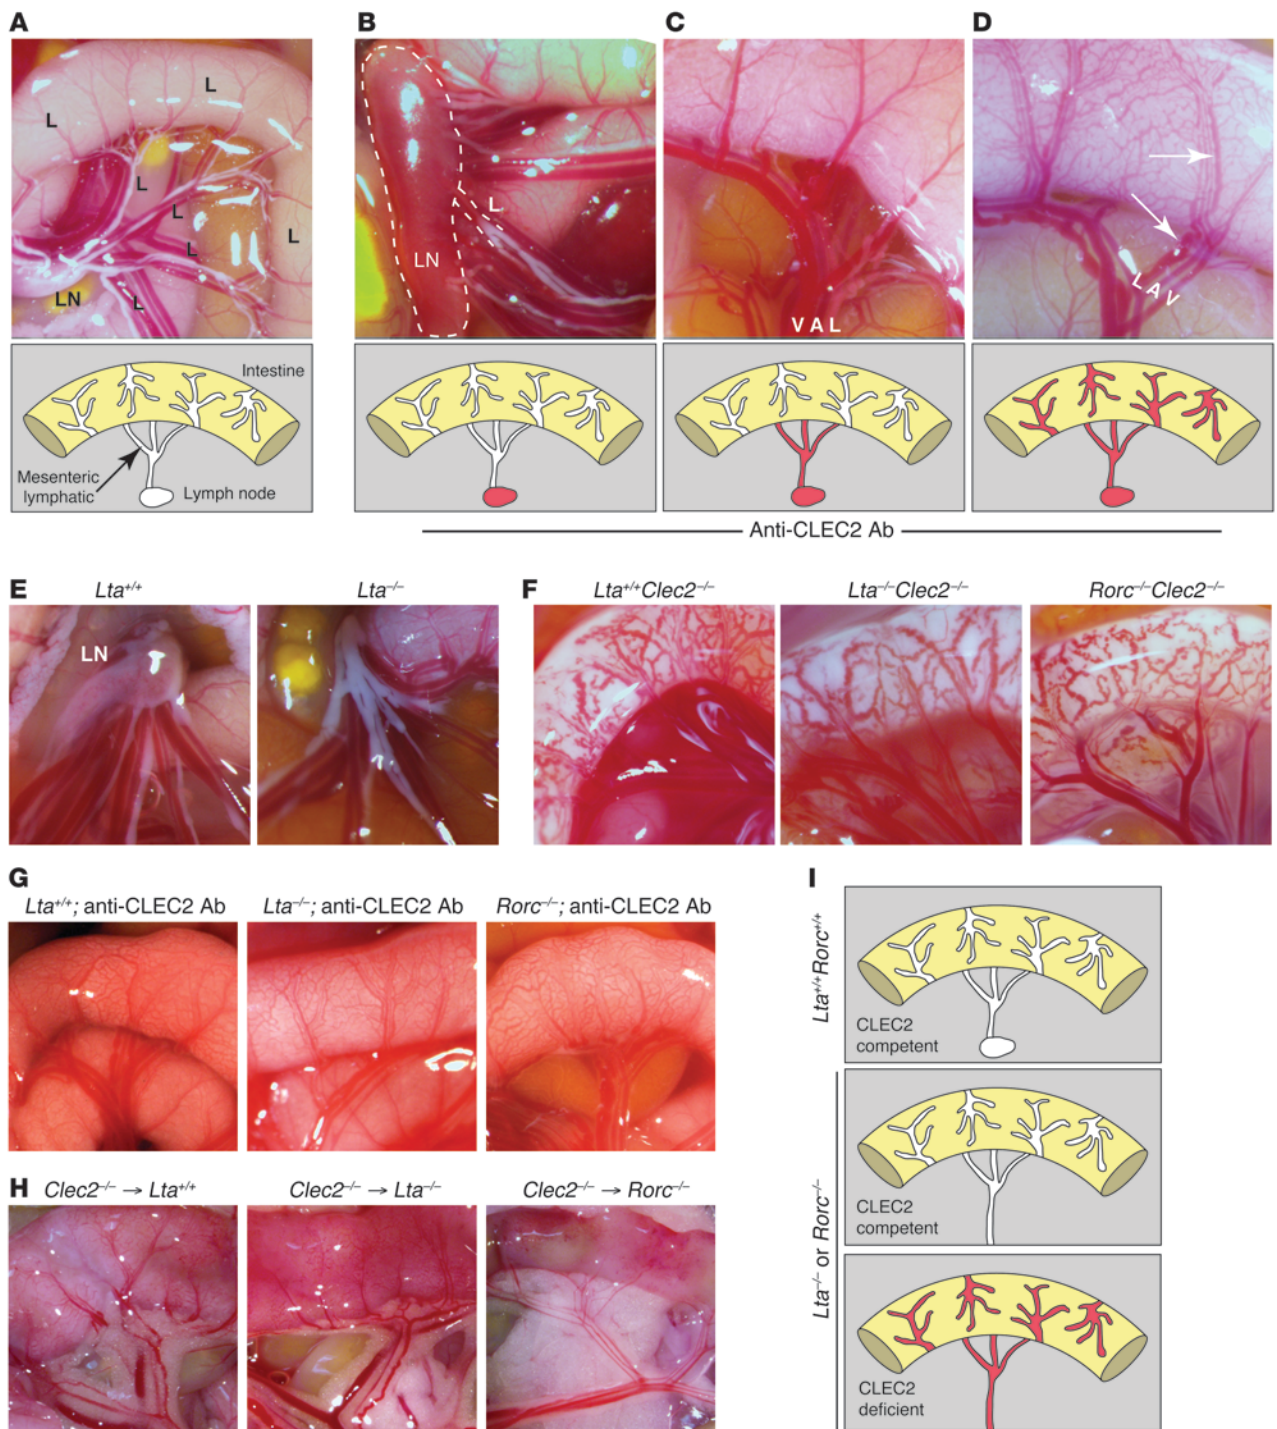 A
B
C
D
L
L
L
L
L
L
L
LN
L
LN
V A L
L A V
Intestine
Mesenteric
lymphatic
Lymph node
Anti-CLEC2 Ab
E
Lta+/+
Lta–/–
LN
F
Lta+/+Clec2–/–
Lta–/–Clec2–/–
Rorc–/–Clec2–/–
G
Lta+/+; anti-CLEC2 Ab
Lta–/–; anti-CLEC2 Ab
Rorc–/–; anti-CLEC2 Ab
H
Clec2–/– → Lta+/+
Clec2–/– → Lta–/–
Clec2–/– → Rorc–/–
I
Lta+/+Rorc+/+
CLEC2
competent
Lta–/– or Rorc–/–
CLEC2
competent
CLEC2
deficient